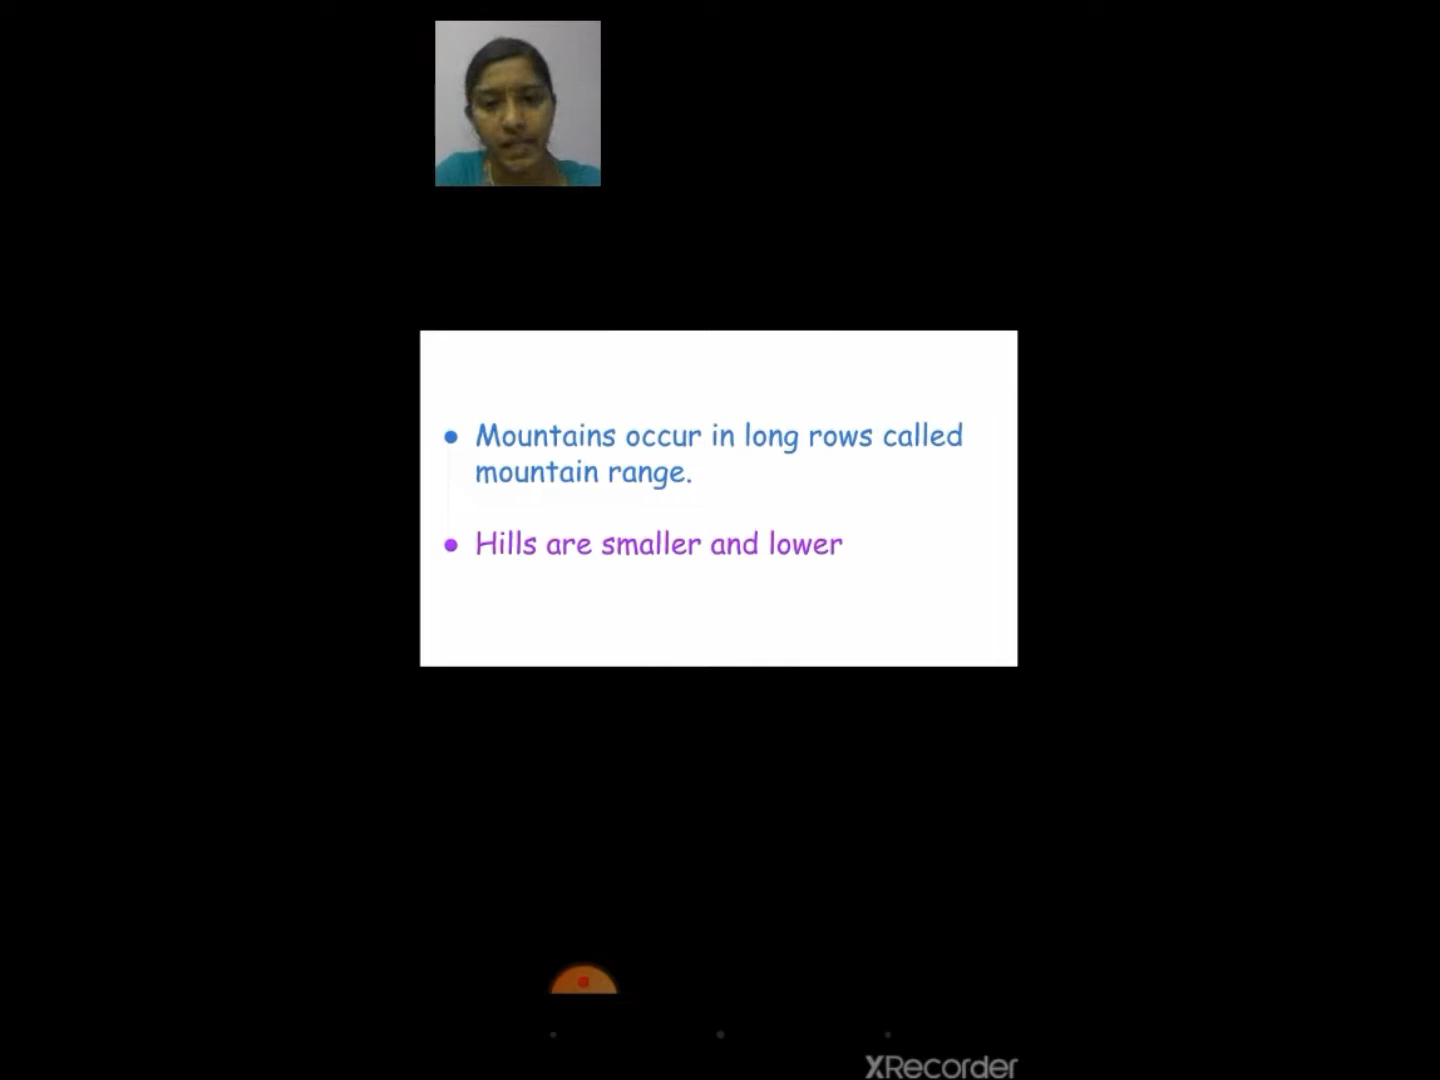 • Mountains occur in long rows called
mountain range.
• Hills are smaller and lower
XRecorder